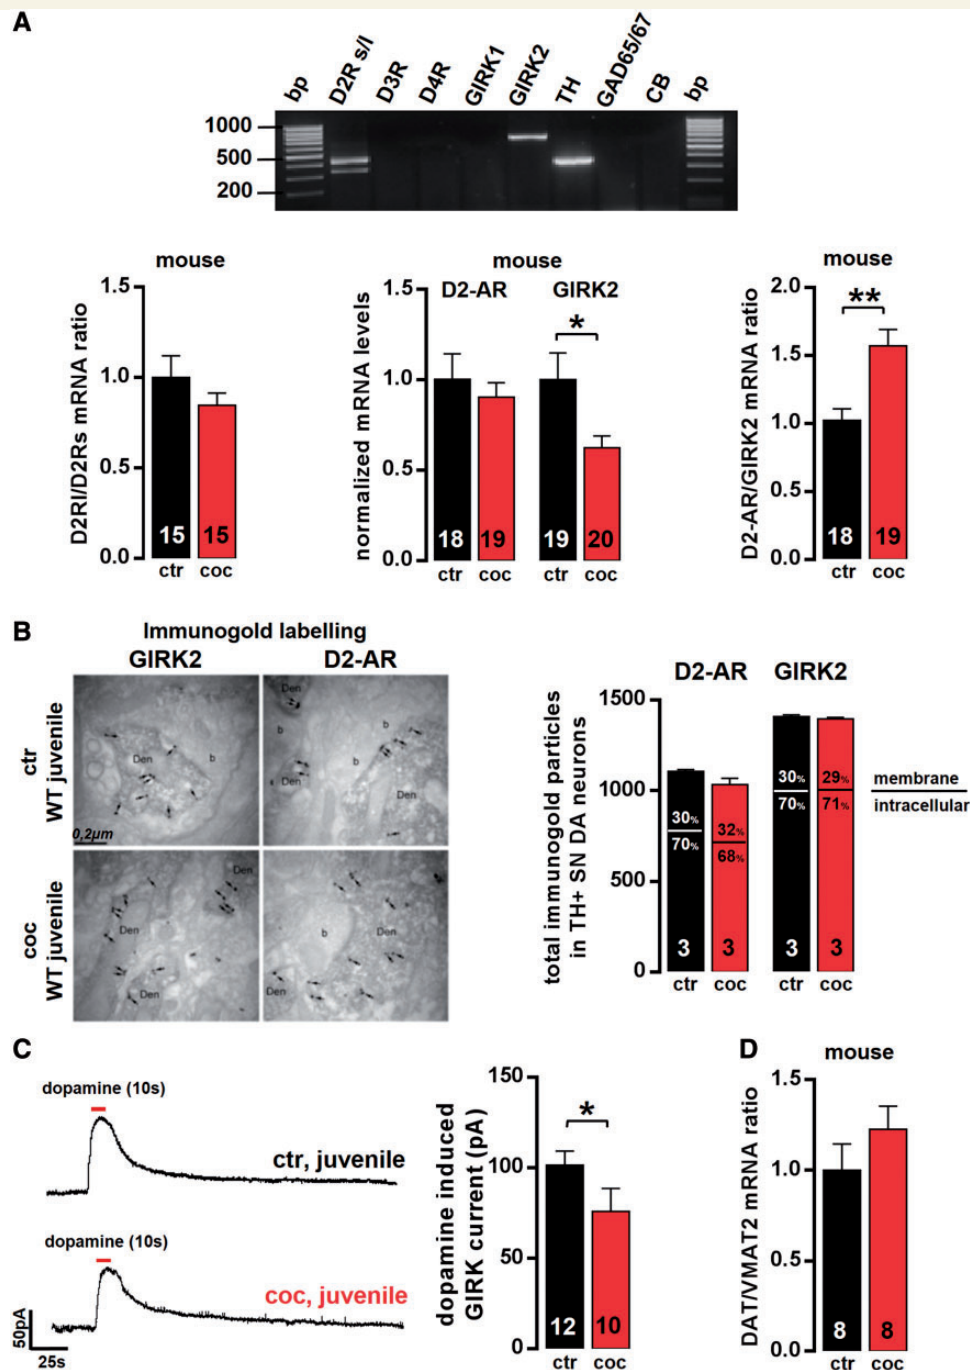 A
bp D2R s/l D3R D4R GIRK1 GIRK2 TH GAD65/67 CB bp
1000
500
200
mouse
D2Rl/D2Rs mRNA ratio
1.5
1.0
0.5
0.0
15 15
ctr coc
mouse
D2-AR GIRK2
normalized mRNA levels
1.5
1.0
0.5
0.0
*
18 19 19 20
ctr coc ctr coc
mouse
D2-AR/GIRK2 mRNA ratio
2.0
1.5
1.0
0.5
0.0
**
18 19
ctr coc
B
Immunogold labelling
GIRK2 D2-AR
ctr
WT juvenile
Den b
0,2µm
Den b
b
Den Den
coc
WT juvenile
Den
Den
Den
b Den
Den
D2-AR GIRK2
total immunogold particles
in TH+ SN DA neurons
1500
1000
500
0
30% 70%
32% 68%
30% 70%
29% 71%
membrane
intracellular
3 3 3 3
ctr coc ctr coc
C
dopamine (10s)
ctr, juvenile
dopamine (10s)
coc, juvenile
50pA
25s
dopamine induced
GIRK current (pA)
150
100
50
0
*
12 10
ctr coc
D
mouse
DAT/VMAT2 mRNA ratio
1.5
1.0
0.5
0.0
8 8
ctr coc